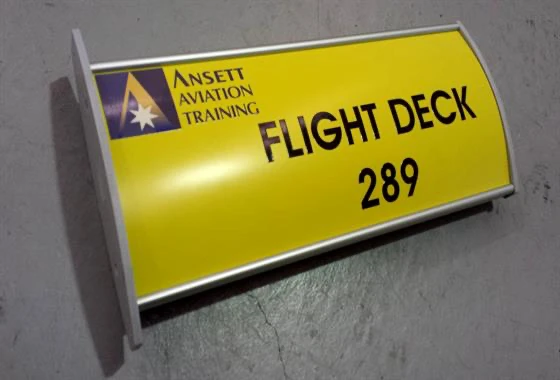 ANSETT
AVIATION
TRAINING
FLIGHT DECK
289